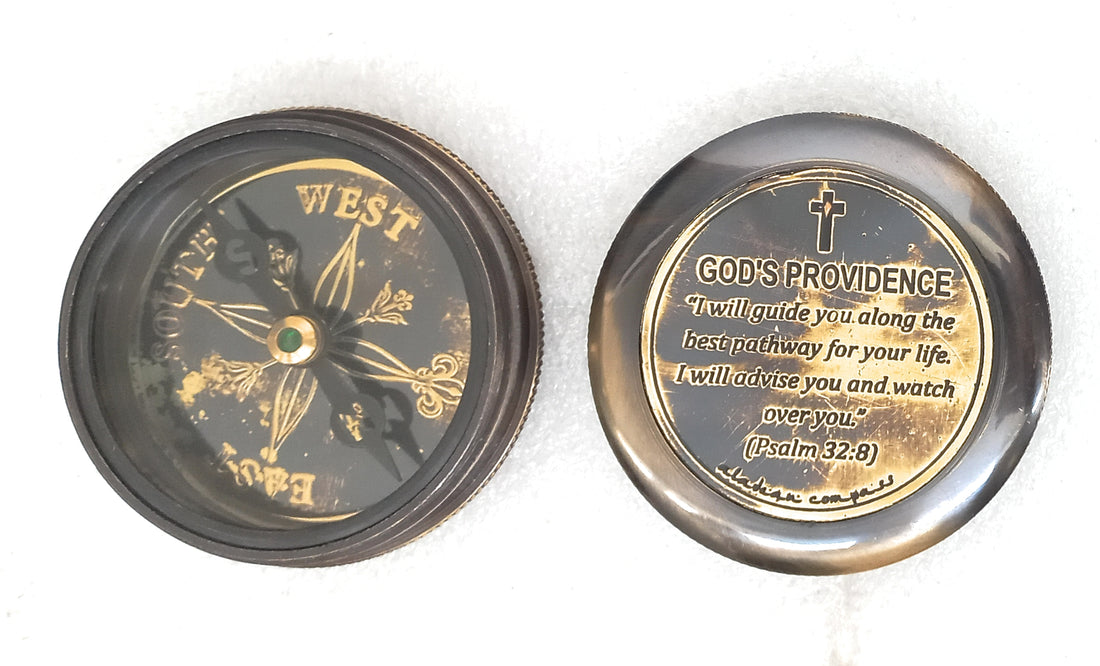 WEST
SOUTH
EAST
S
GOD'S PROVIDENCE
"I will guide you along the
best pathway for your life.
I will advise you and watch
over you."
(Psalm 32:8)
compass